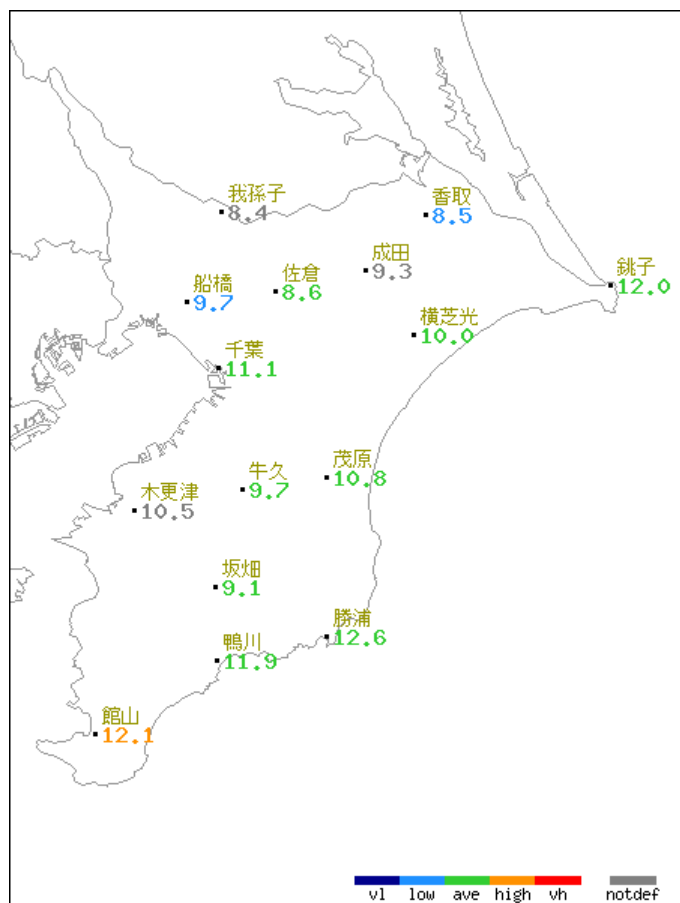 我孫子
8.4
香取
8.5
成田
9.3
佐倉
8.6
船橋
9.7
銚子
12.0
横芝光
10.0
千葉
11.1
茂原
10.8
牛久
9.7
木更津
10.5
坂畑
9.1
勝浦
12.6
鴨川
11.9
館山
12.1
vl low ave high vh notdef